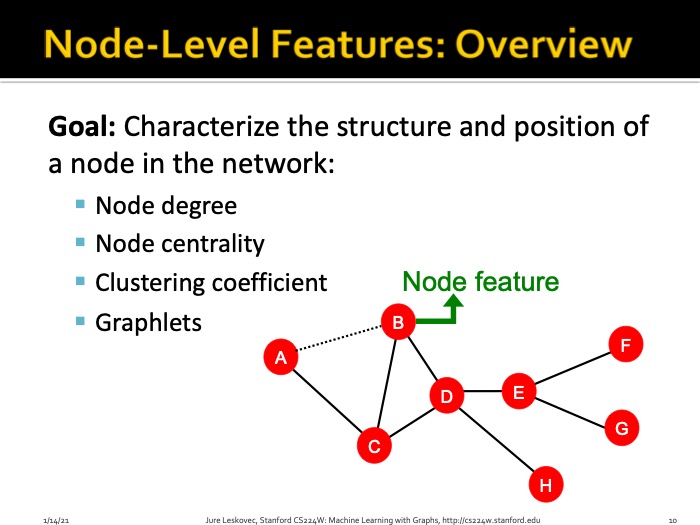 Node-Level Features: Overview
Goal: Characterize the structure and position of
a node in the network:
Node degree
Node centrality
Clustering coefficient
Graphlets
Node feature
B
A
F
D
E
G
C
H
1/14/21
Jure Leskovec, Stanford CS224W: Machine Learning with Graphs, http://cs224w.stanford.edu
10